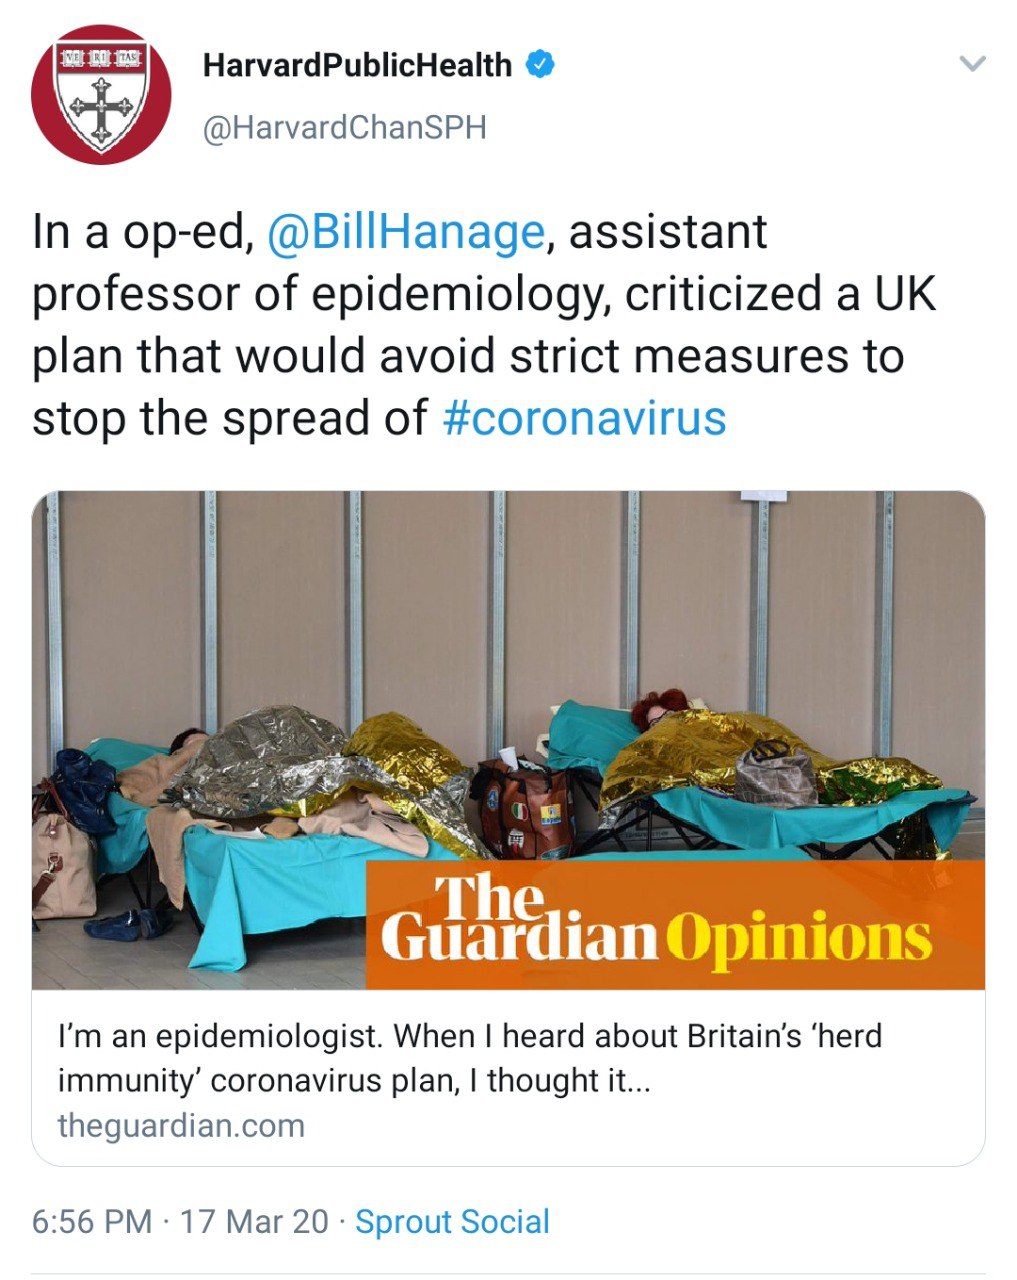 VE RI TAS
HarvardPublicHealth
@HarvardChanSPH
In a op-ed, @BillHanage, assistant
professor of epidemiology, criticized a UK
plan that would avoid strict measures to
stop the spread of #coronavirus
The
Guardian Opinions
I’m an epidemiologist. When I heard about Britain’s ‘herd
immunity’ coronavirus plan, I thought it...
theguardian.com
6:56 PM · 17 Mar 20 · Sprout Social